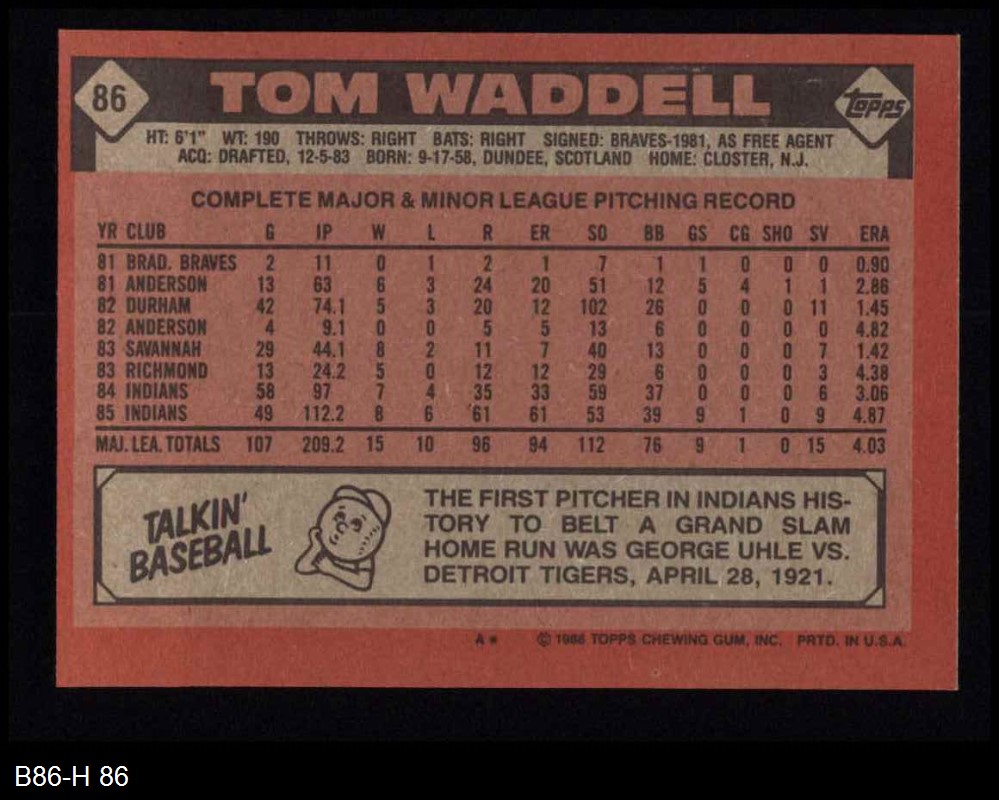 86 TOM WADDELL Topps
HT: 6'1" WT: 190 THROWS: RIGHT BATS: RIGHT SIGNED: BRAVES-1981, AS FREE AGENT
ACQ: DRAFTED, 12-5-83 BORN: 9-17-58, DUNDEE, SCOTLAND HOME: CLOSTER, N.J.
COMPLETE MAJOR & MINOR LEAGUE PITCHING RECORD
YR CLUB G IP W L R ER SO BB GS CG SHO SV ERA
81 BRAD. BRAVES 2 11 0 1 2 1 7 1 1 0 0 0 0.90
81 ANDERSON 13 63 6 3 24 20 51 12 5 4 1 1 2.86
82 DURHAM 42 74.1 5 3 20 12 102 26 0 0 0 11 1.45
82 ANDERSON 4 9.1 0 0 5 5 13 6 0 0 0 0 4.82
83 SAVANNAH 29 44.1 8 2 11 7 40 13 0 0 0 7 1.42
83 RICHMOND 13 24.2 5 0 12 12 29 6 0 0 0 3 4.38
84 INDIANS 58 97 7 4 35 33 59 37 0 0 0 6 3.06
85 INDIANS 49 112.2 8 6 61 61 53 39 9 1 0 9 4.87
MAJ. LEA. TOTALS 107 209.2 15 10 96 94 112 76 9 1 0 15 4.03
TALKIN'
BASEBALL
THE FIRST PITCHER IN INDIANS HIS-
TORY TO BELT A GRAND SLAM
HOME RUN WAS GEORGE UHLE VS.
DETROIT TIGERS, APRIL 28, 1921.
A* © 1986 TOPPS CHEWING GUM, INC. PRTD. IN U.S.A.
B86-H 86